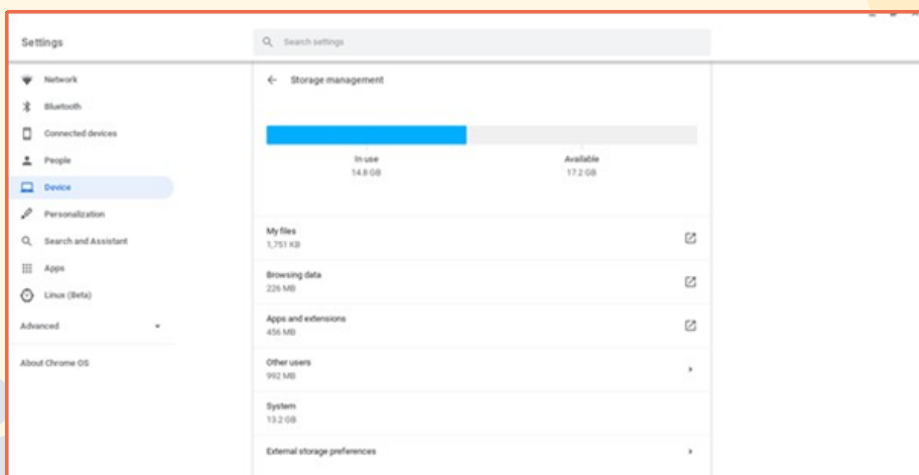 Settings
Search settings
Network
Bluetooth
Connected devices
People
Device
Personalization
Search and Assistant
Apps
Linux (Beta)
Advanced
About Chrome OS
Storage management
In use
14.8 GB
Available
17.2 GB
My files
1,751 KB
Browsing data
226 MB
Apps and extensions
456 MB
Other users
992 MB
System
13.2 GB
External storage preferences